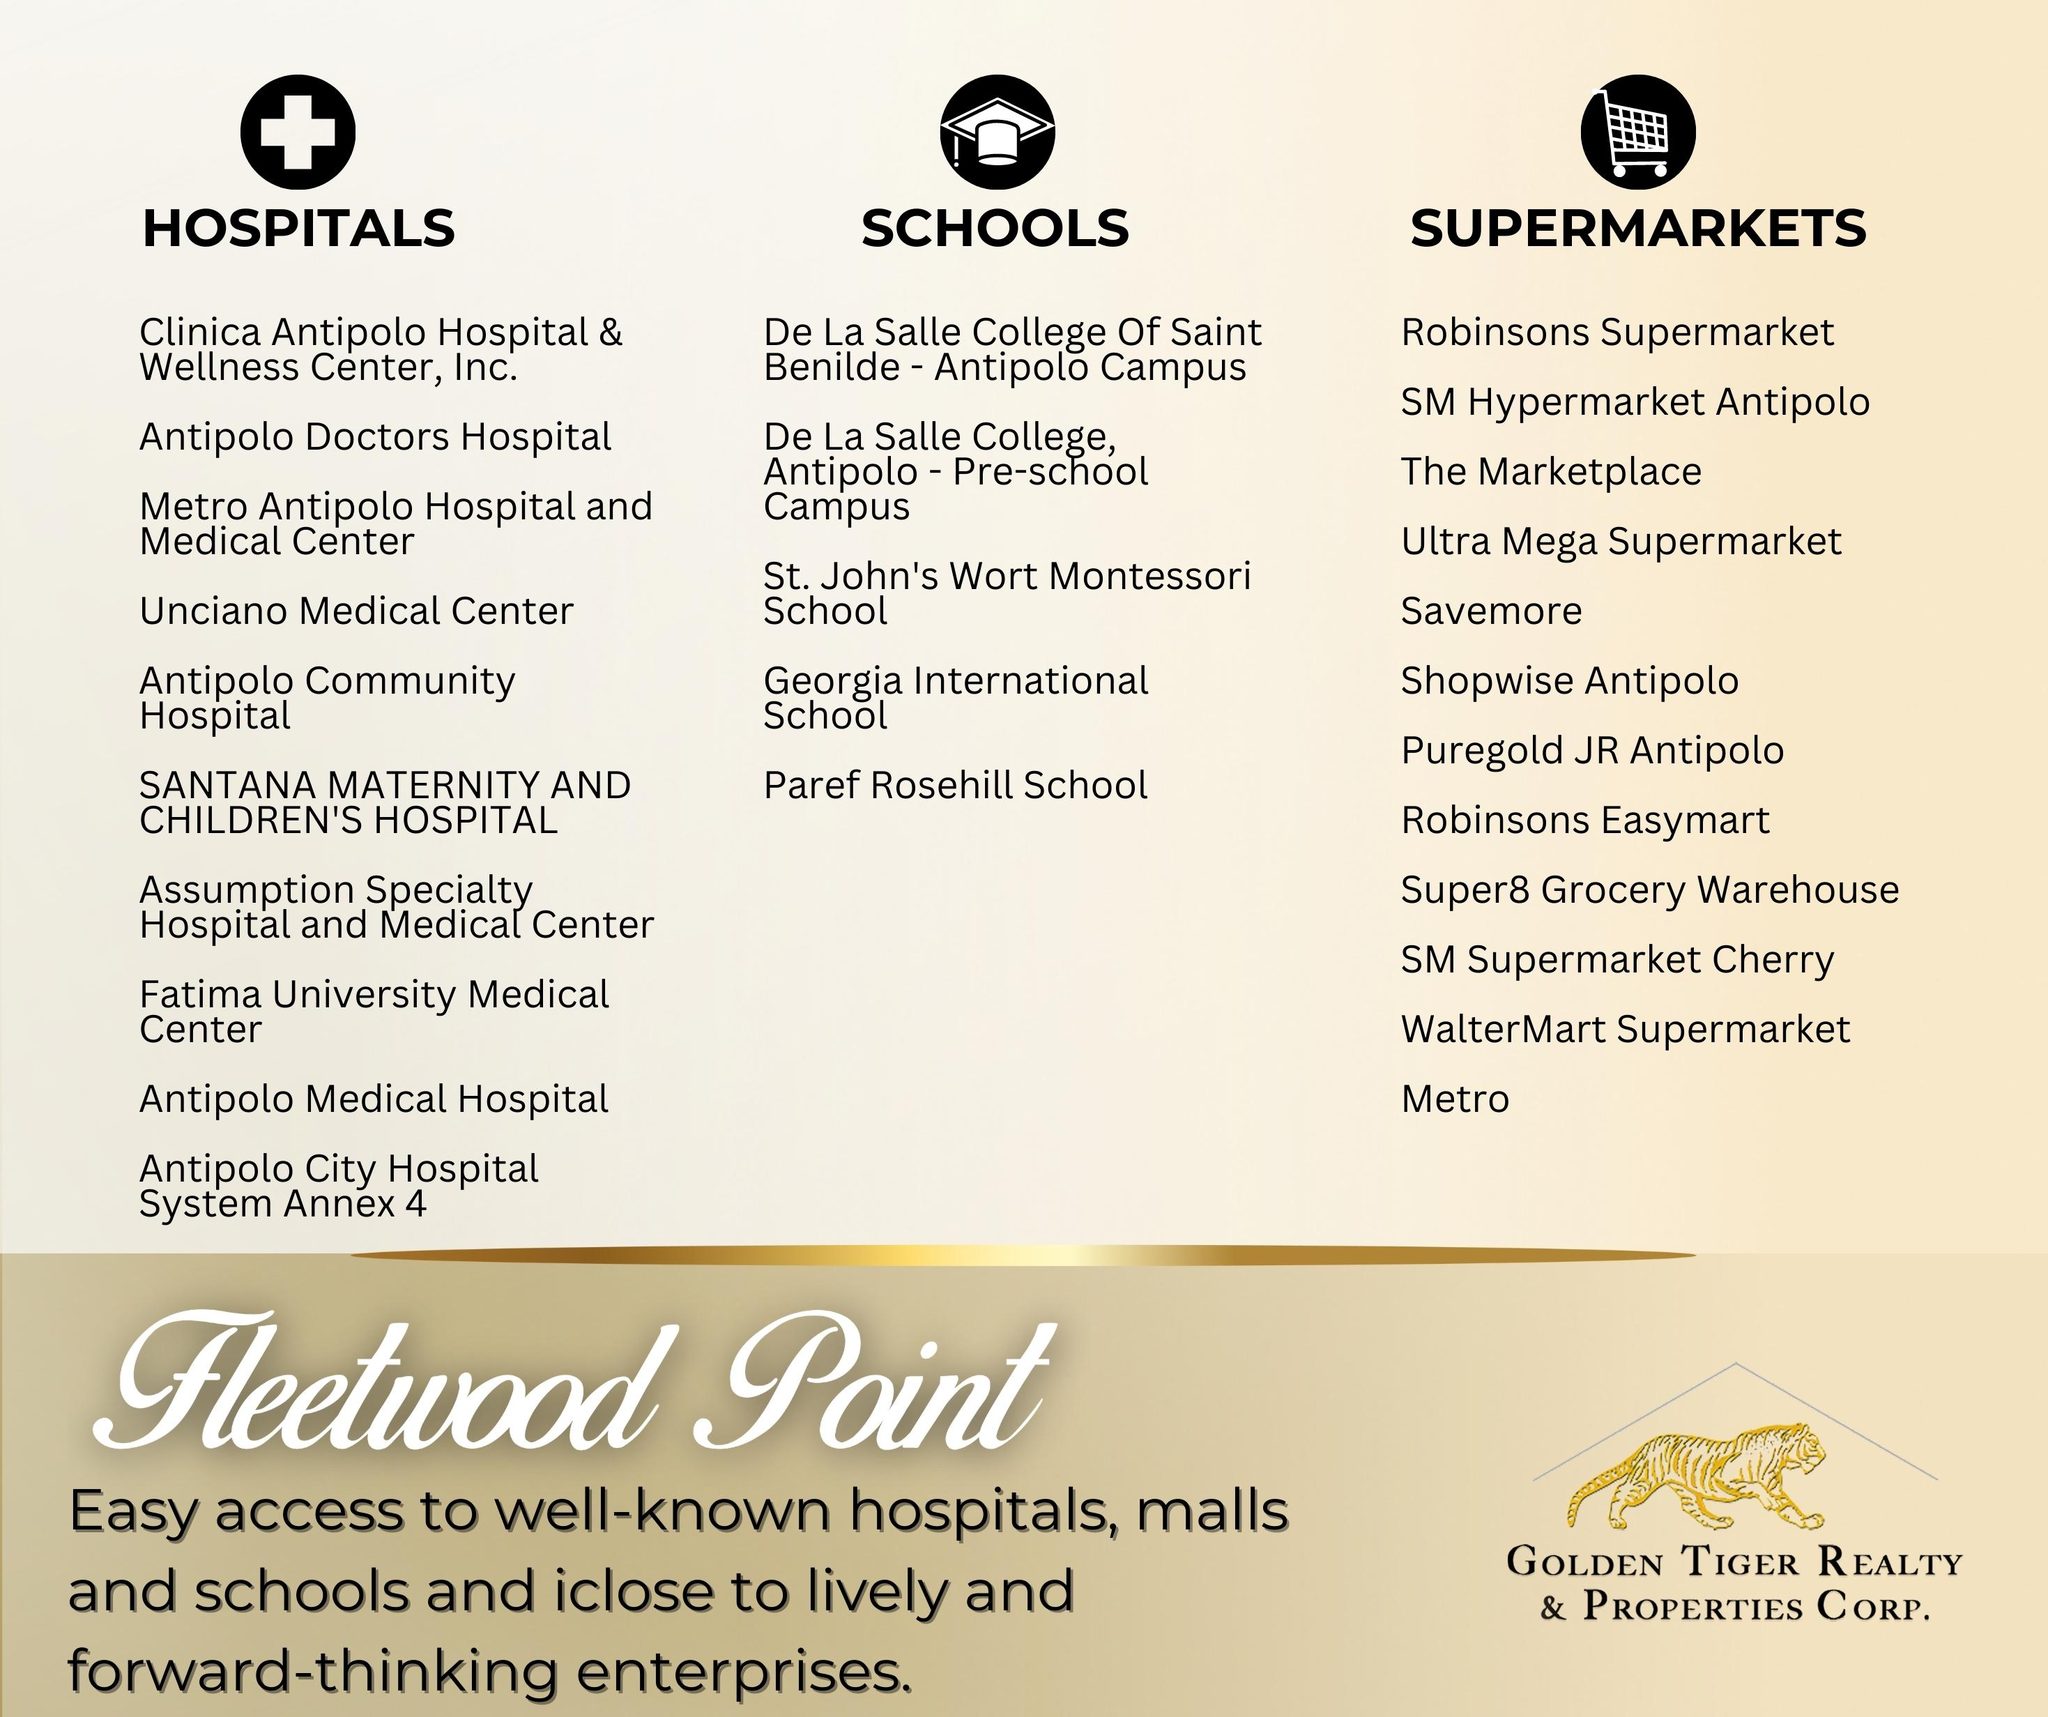 HOSPITALS
Clinica Antipolo Hospital &
Wellness Center, Inc.
Antipolo Doctors Hospital
Metro Antipolo Hospital and
Medical Center
Unciano Medical Center
Antipolo Community
Hospital
SANTANA MATERNITY AND
CHILDREN'S HOSPITAL
Assumption Specialty
Hospital and Medical Center
Fatima University Medical
Center
Antipolo Medical Hospital
Antipolo City Hospital
System Annex 4
SCHOOLS
De La Salle College Of Saint
Benilde - Antipolo Campus
De La Salle College,
Antipolo - Pre-school
Campus
St. John's Wort Montessori
School
Georgia International
School
Paref Rosehill School
SUPERMARKETS
Robinsons Supermarket
SM Hypermarket Antipolo
The Marketplace
Ultra Mega Supermarket
Savemore
Shopwise Antipolo
Puregold JR Antipolo
Robinsons Easymart
Super8 Grocery Warehouse
SM Supermarket Cherry
WalterMart Supermarket
Metro
Fleetwood Point
Easy access to well-known hospitals, malls
and schools and iclose to lively and
forward-thinking enterprises.
GOLDEN TIGER REALTY
& PROPERTIES CORP.